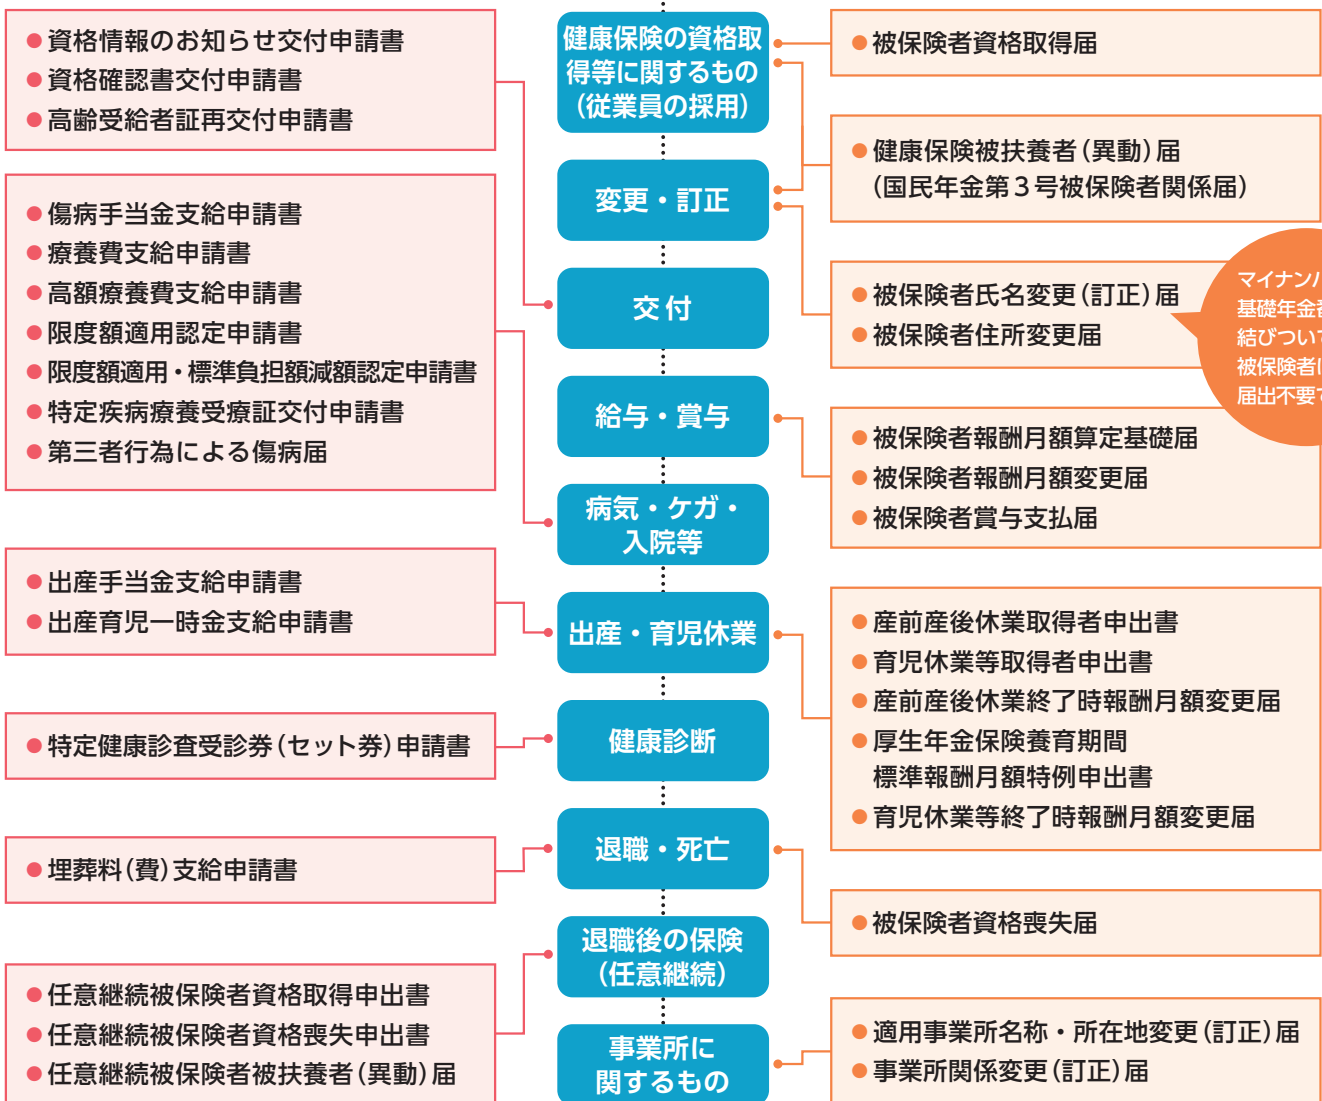 ●資格情報のお知らせ交付申請書
●資格確認書交付申請書
●高齢受給者証再交付申請書
●傷病手当金支給申請書
●療養費支給申請書
●高額療養費支給申請書
●限度額適用認定申請書
●限度額適用・標準負担額減額認定申請書
●特定疾病療養受療証交付申請書
●第三者行為による傷病届
●出産手当金支給申請書
●出産育児一時金支給申請書
●特定健康診査受診券(セット券)申請書
●埋葬料(費)支給申請書
●任意継続被保険者資格取得申出書
●任意継続被保険者資格喪失申出書
●任意継続被保険者被扶養者(異動)届
健康保険の資格取
得等に関するもの
(従業員の採用)
変更・訂正
交付
給与・賞与
病気・ケガ・
入院等
出産・育児休業
健康診断
退職・死亡
退職後の保険
(任意継続)
事業所に
関するもの
●被保険者資格取得届
●健康保険被扶養者(異動)届
(国民年金第3号被保険者関係届)
●被保険者氏名変更(訂正)届
●被保険者住所変更届
マイナン
基礎年金
結びついて
被保険者
届出不要
●被保険者報酬月額算定基礎届
●被保険者報酬月額変更届
●被保険者賞与支払届
●産前産後休業取得者申出書
●育児休業等取得者申出書
●産前産後休業終了時報酬月額変更届
●厚生年金保険養育期間
標準報酬月額特例申出書
●育児休業等終了時報酬月額変更届
●被保険者資格喪失届
●適用事業所名称・所在地変更(訂正)届
●事業所関係変更(訂正)届